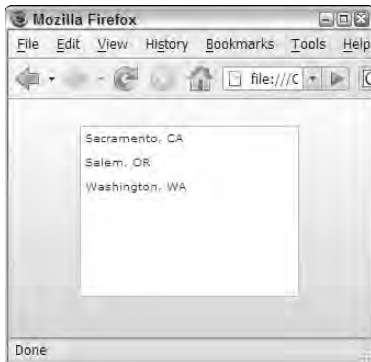 Mozilla Firefox
File Edit View History Bookmarks Tools Help
file:///C
Sacramento, CA
Salem, OR
Washington, WA
Done